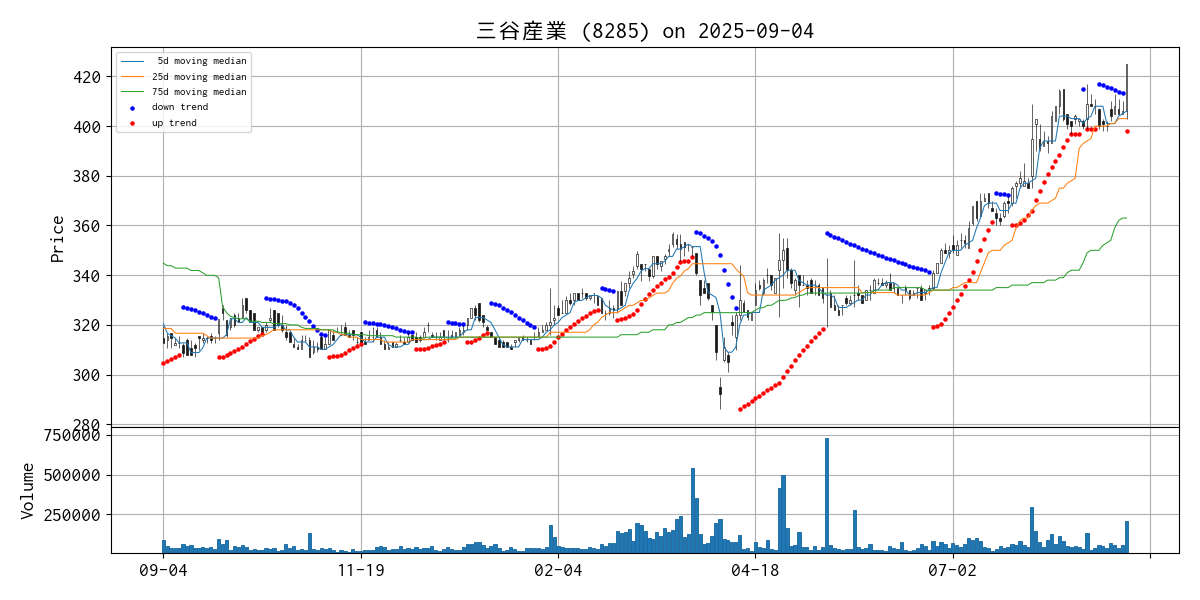 三谷産業 (8285) on 2025-09-04
5d moving median
25d moving median
75d moving median
down trend
up trend
Price
420
400
380
360
340
320
300
280
Volume
750000
500000
250000
09-04 11-19 02-04 04-18 07-02